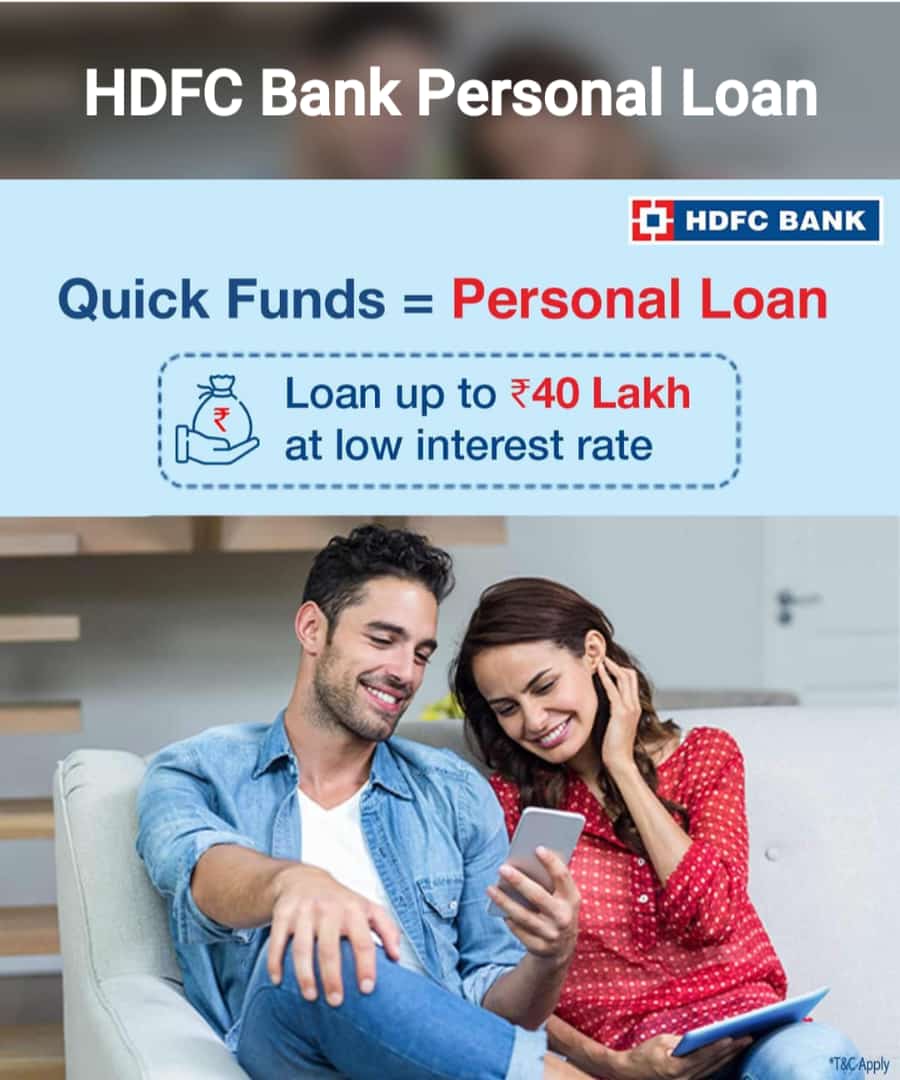 HDFC Bank Personal Loan
HDFC BANK
Quick Funds = Personal Loan
₹
Loan up to ₹40 Lakh
at low interest rate
*T&C Apply